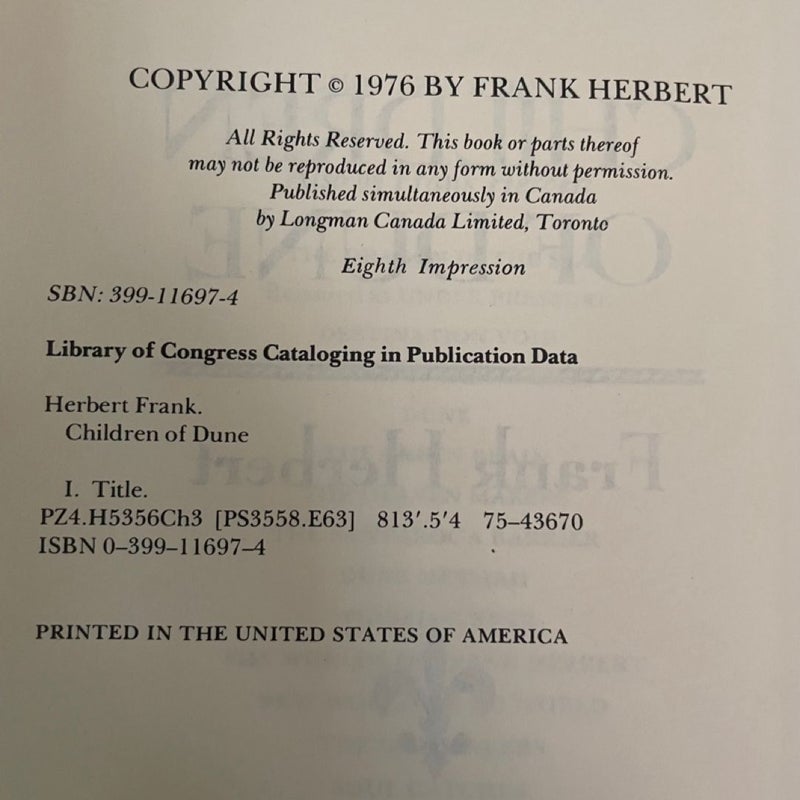 COPYRIGHT © 1976 BY FRANK HERBERT
All Rights Reserved. This book or parts thereof
may not be reproduced in any form without permission.
Published simultaneously in Canada
by Longman Canada Limited, Toronto
Eighth Impression
SBN: 399-11697-4
Library of Congress Cataloging in Publication Data
Herbert Frank.
Children of Dune
I. Title.
PZ4.H5356Ch3 [PS3558.E63] 813'.5'4 75–43670
ISBN 0–399–11697–4
PRINTED IN THE UNITED STATES OF AMERICA